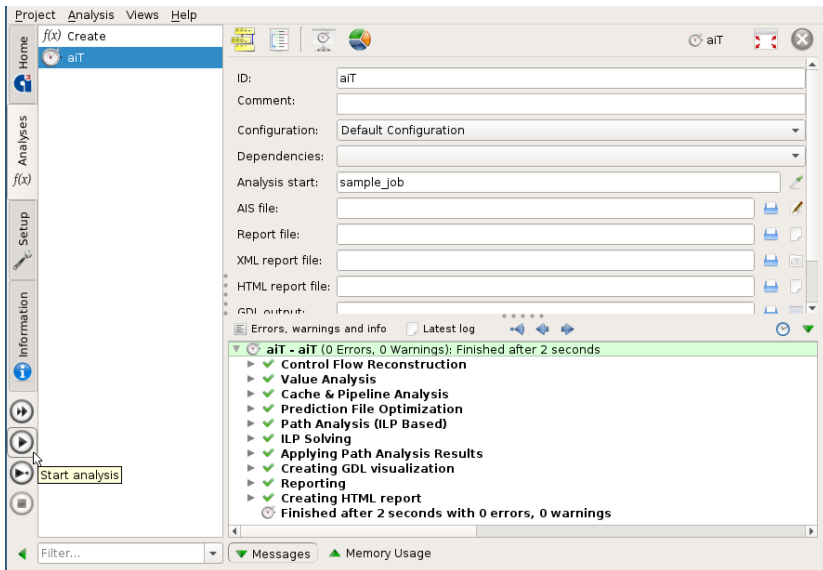 Project Analysis Views Help
Home
Analyses
f(x)
Setup
Information
f(x) Create
aiT
aiT
ID: aiT
Comment:
Configuration: Default Configuration
Dependencies:
Analysis start: sample_job
AIS file:
Report file:
XML report file:
HTML report file:
GDL output:
Errors, warnings and info Latest log
aiT - aiT (0 Errors, 0 Warnings): Finished after 2 seconds
Control Flow Reconstruction
Value Analysis
Cache & Pipeline Analysis
Prediction File Optimization
Path Analysis (ILP Based)
ILP Solving
Applying Path Analysis Results
Creating GDL visualization
Reporting
Creating HTML report
Finished after 2 seconds with 0 errors, 0 warnings
Start analysis
Filter...
Messages Memory Usage